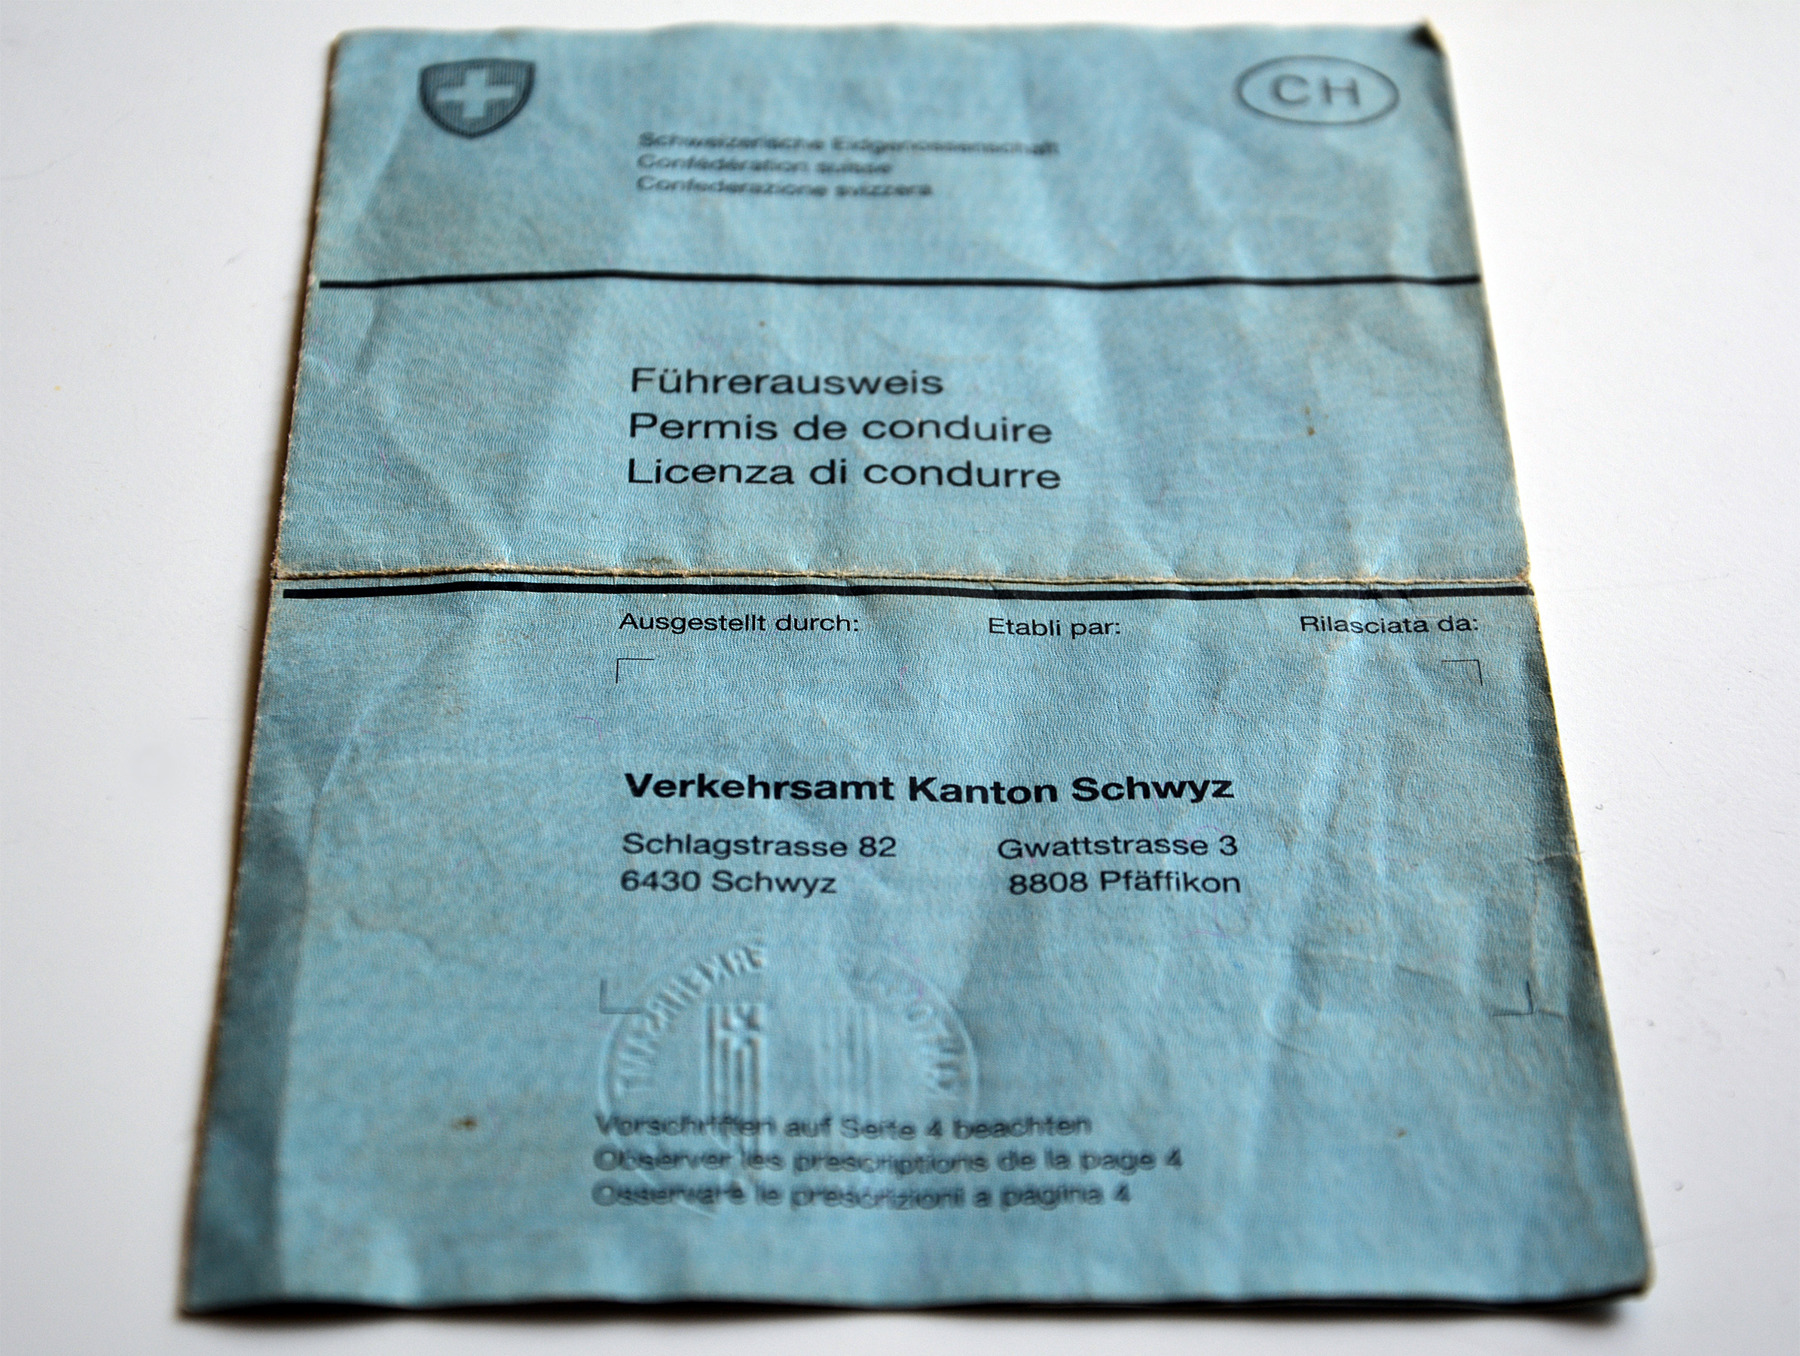 CH
Schweizerische Eidgenossenschaft
Confédération suisse
Confederazione svizzera
Führerausweis
Permis de conduire
Licenza di condurre
Ausgestellt durch: Etabli par: Rilasciata da:
Verkehrsamt Kanton Schwyz
Schlagstrasse 82 Gwattstrasse 3
6430 Schwyz 8808 Pfäffikon
Vorschriften auf Seite 4 beachten
Observer les prescriptions de la page 4
Osservare le prescrizioni a pagina 4